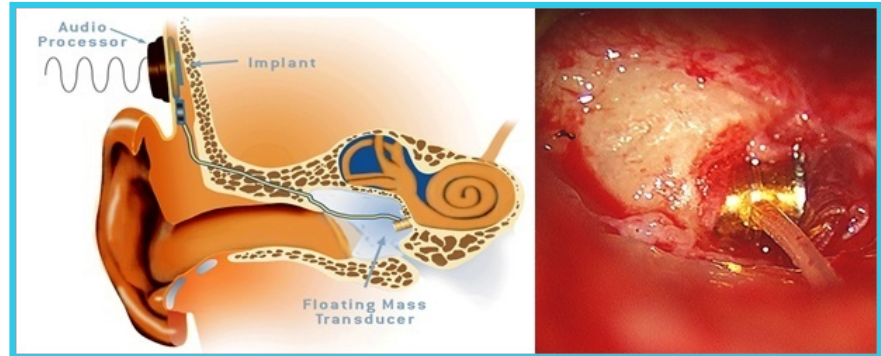 Audio
Processor
Implant
Floating Mass
Transducer